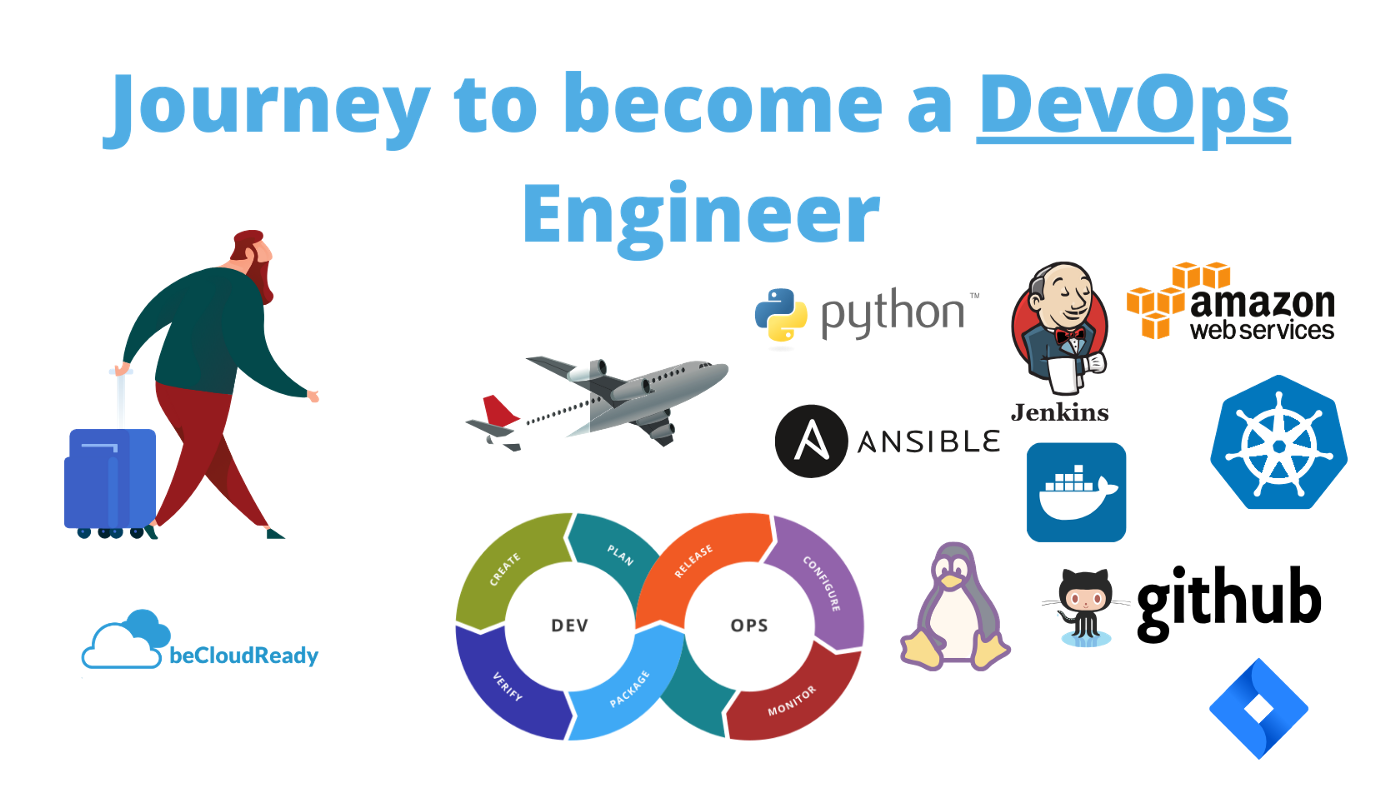 Journey to become a DevOps
Engineer
python™
Jenkins
amazon
web services
ANSIBLE
CREATE
PLAN
RELEASE
CONFIGURE
DEV
OPS
VERIFY
PACKAGE
MONITOR
github
beCloudReady